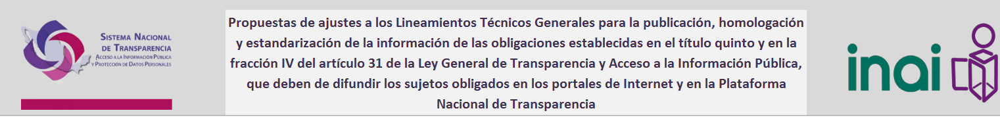 SISTEMA NACIONAL
DE TRANSPARENCIA
ACCESO A LA INFORMACIÓN PÚBLICA
Y PROTECCIÓN DE DATOS PERSONALES
Propuestas de ajustes a los Lineamientos Técnicos Generales para la publicación, homologación
y estandarización de la información de las obligaciones establecidas en el título quinto y en la
fracción IV del artículo 31 de la Ley General de Transparencia y Acceso a la Información Pública,
que deben de difundir los sujetos obligados en los portales de Internet y en la Plataforma
Nacional de Transparencia
inai